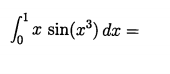 ∫₀¹ x sin(x³) dx =